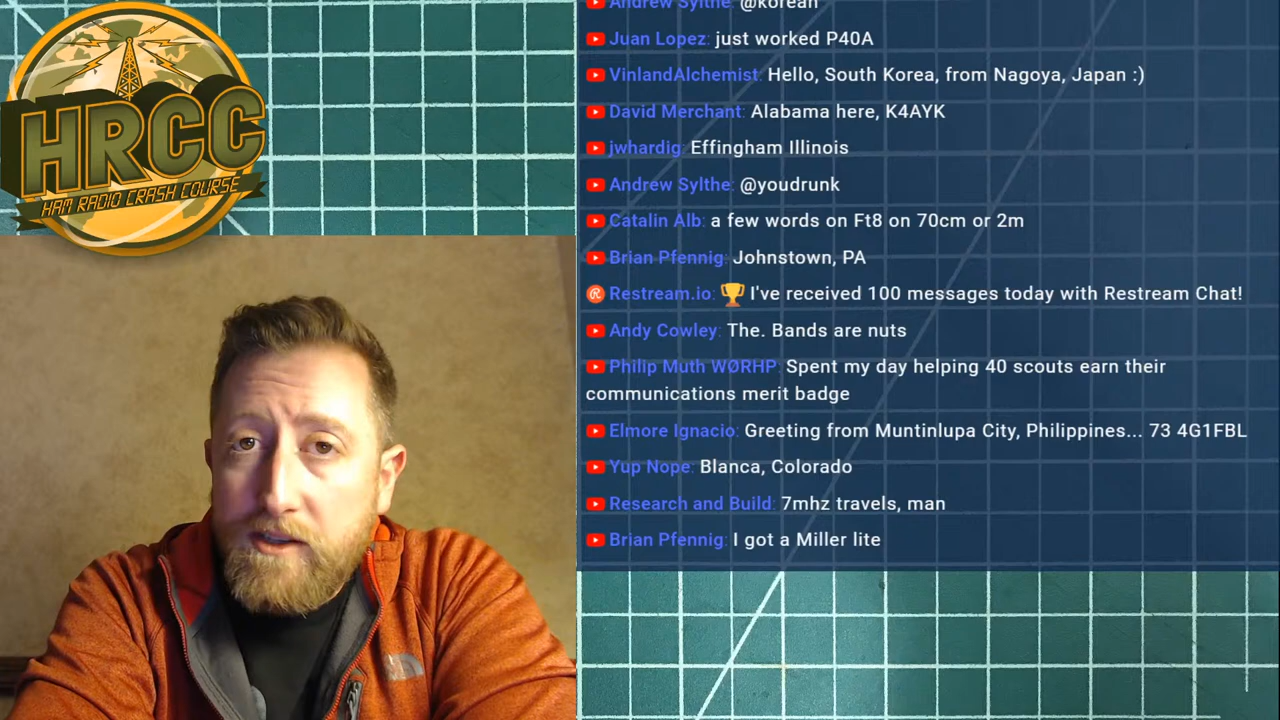 HRCC
HAM RADIO CRASH COURSE
Andrew Sylthe: @korean
Juan Lopez: just worked P40A
VinlandAlchemist: Hello, South Korea, from Nagoya, Japan :)
David Merchant: Alabama here, K4AYK
jwhardig: Effingham Illinois
Andrew Sylthe: @youdrunk
Catalin Alb: a few words on Ft8 on 70cm or 2m
Brian Pfennig: Johnstown, PA
Restream.io: 🏆 I've received 100 messages today with Restream Chat!
Andy Cowley: The. Bands are nuts
Philip Muth WØRHP: Spent my day helping 40 scouts earn their
communications merit badge
Elmore Ignacio: Greeting from Muntinlupa City, Philippines... 73 4G1FBL
Yup Nope: Blanca, Colorado
Research and Build: 7mhz travels, man
Brian Pfennig: I got a Miller lite